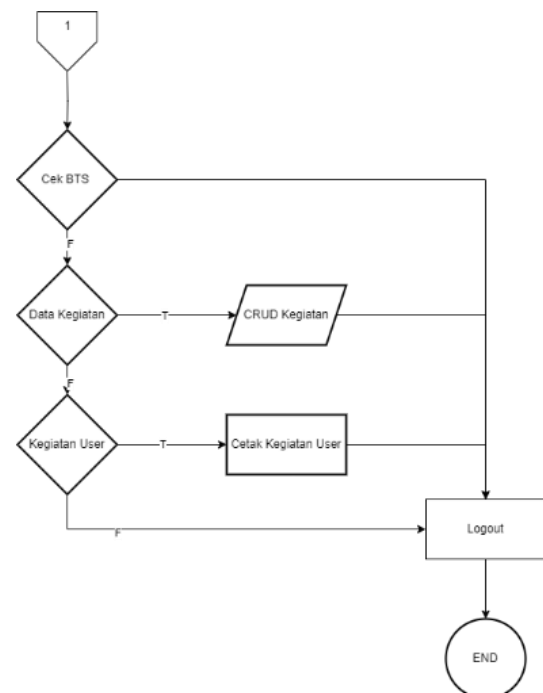 1
Cek BTS
F
Data Kegiatan
T
CRUD Kegiatan
F
Kegiatan User
T
Cetak Kegiatan User
F
Logout
END